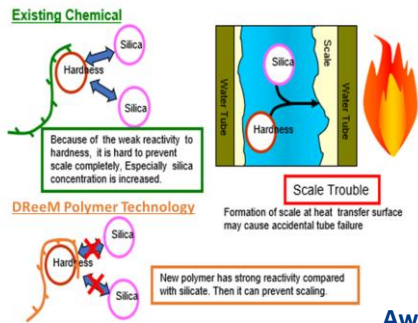 Existing Chemical
Silica
Hardness
Silica
Because of the weak reactivity to
hardness, it is hard to prevent
scale completely, Especially silica
concentration is increased.
Water Tube
Silica
Hardness
Scale
Water Tube
Scale Trouble
Formation of scale at heat transfer surface
may cause accidental tube failure
DReeM Polymer Technology
Silica
Hardness
Silica
New polymer has strong reactivity compared
with silicate. Then it can prevent scaling.
Aw